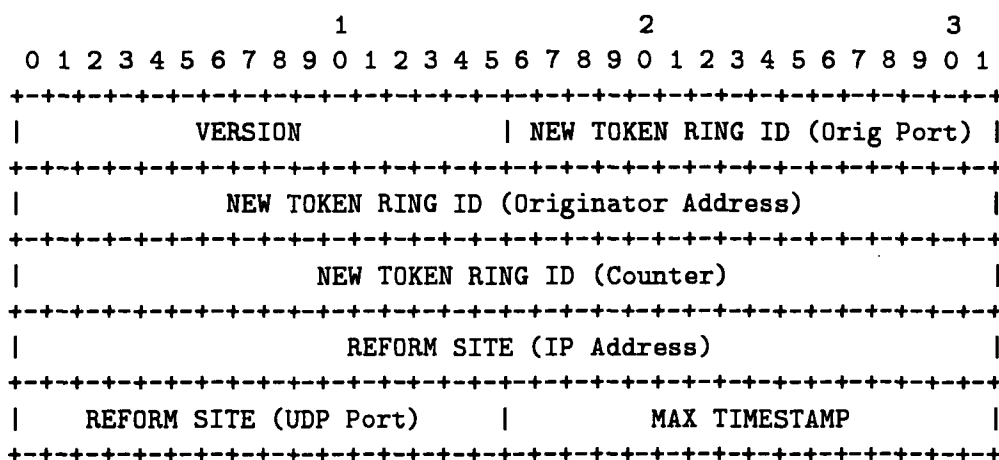 1                   2                   3
 0 1 2 3 4 5 6 7 8 9 0 1 2 3 4 5 6 7 8 9 0 1 2 3 4 5 6 7 8 9 0 1
+-+-+-+-+-+-+-+-+-+-+-+-+-+-+-+-+-+-+-+-+-+-+-+-+-+-+-+-+-+-+-+-+
|           VERSION             | NEW TOKEN RING ID (Orig Port) |
+-+-+-+-+-+-+-+-+-+-+-+-+-+-+-+-+-+-+-+-+-+-+-+-+-+-+-+-+-+-+-+-+
|             NEW TOKEN RING ID (Originator Address)            |
+-+-+-+-+-+-+-+-+-+-+-+-+-+-+-+-+-+-+-+-+-+-+-+-+-+-+-+-+-+-+-+-+
|                   NEW TOKEN RING ID (Counter)                 |
+-+-+-+-+-+-+-+-+-+-+-+-+-+-+-+-+-+-+-+-+-+-+-+-+-+-+-+-+-+-+-+-+
|                     REFORM SITE (IP Address)                  |
+-+-+-+-+-+-+-+-+-+-+-+-+-+-+-+-+-+-+-+-+-+-+-+-+-+-+-+-+-+-+-+-+
|    REFORM SITE (UDP Port)     |         MAX TIMESTAMP         |
+-+-+-+-+-+-+-+-+-+-+-+-+-+-+-+-+-+-+-+-+-+-+-+-+-+-+-+-+-+-+-+-+